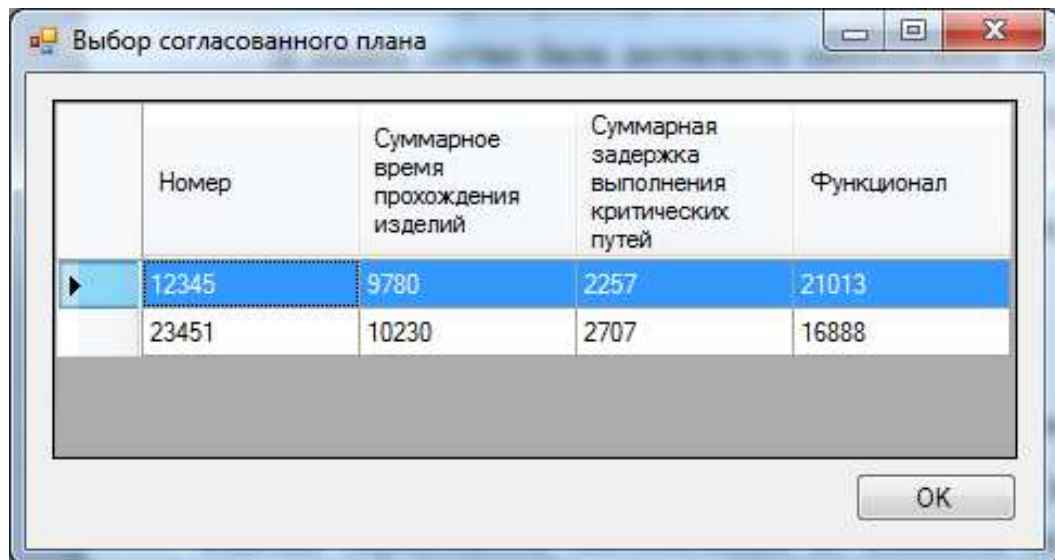 Выбор согласованного плана
Номер
Суммарное
время
прохождения
изделий
Суммарная
задержка
выполнения
критических
путей
Функционал
12345 9780 2257 21013
23451 10230 2707 16888
OK